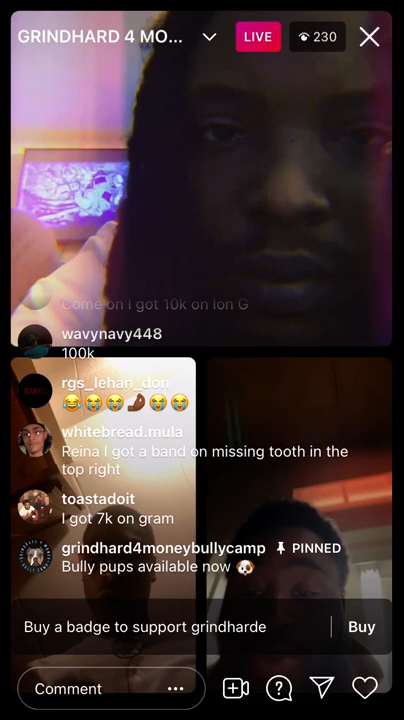 GRINDHARD 4 MO...
LIVE
230
Come on I got 10k on Ion G
wavynavy448
100k
rgs_lehan_don
😂😭😭🤌🏾😭😭
whitebread.mula
Reina I got a band on missing tooth in the
top right
toastadoit
I got 7k on gram
grindhard4moneybullycamp PINNED
Bully pups available now 🐶
Buy a badge to support grindharde
Buy
Comment